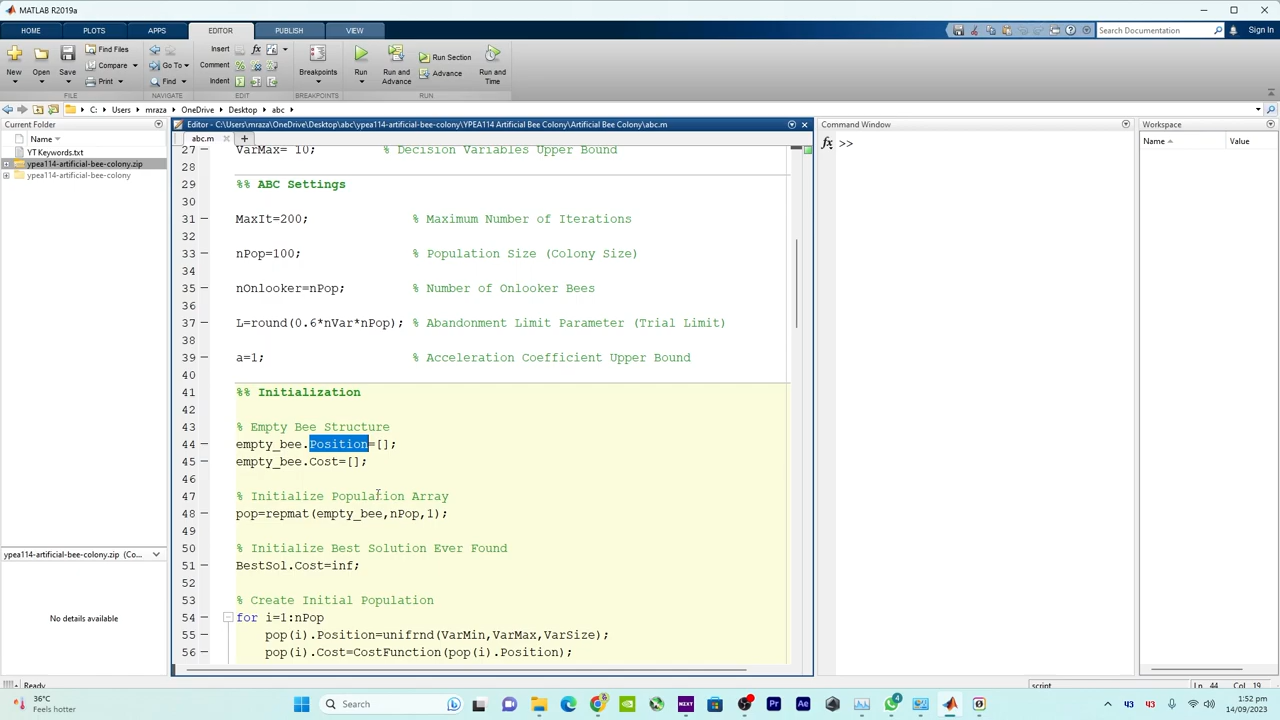 MATLAB R2019a
HOME PLOTS APPS EDITOR PUBLISH VIEW
Search Documentation Sign In
New Open Save Find Files Compare Print
Go To Find
Insert Comment Indent
Breakpoints
Run Run and Advance Run Section Advance Run and Time
FILE NAVIGATE EDIT BREAKPOINTS RUN
C: Users mraza OneDrive Desktop abc
Current Folder
Name
YT Keywords.txt
ypea114-artificial-bee-colony.zip
ypea114-artificial-bee-colony
ypea114-artificial-bee-colony.zip (Co...
No details available
Editor - C:\Users\mraza\OneDrive\Desktop\abc\ypea114-artificial-bee-colony\YPEA114 Artificial Bee Colony\Artificial Bee Colony\abc.m
abc.m
27 VarMax= 10; % Decision Variables Upper Bound
28
29 %% ABC Settings
30
31 MaxIt=200; % Maximum Number of Iterations
32
33 nPop=100; % Population Size (Colony Size)
34
35 nOnlooker=nPop; % Number of Onlooker Bees
36
37 L=round(0.6*nVar*nPop); % Abandonment Limit Parameter (Trial Limit)
38
39 a=1; % Acceleration Coefficient Upper Bound
40
41 %% Initialization
42
43 % Empty Bee Structure
44 empty_bee.Position=[];
45 empty_bee.Cost=[];
46
47 % Initialize Population Array
48 pop=repmat(empty_bee,nPop,1);
49
50 % Initialize Best Solution Ever Found
51 BestSol.Cost=inf;
52
53 % Create Initial Population
54 for i=1:nPop
55 pop(i).Position=unifrnd(VarMin,VarMax,VarSize);
56 pop(i).Cost=CostFunction(pop(i).Position);
Command Window
fx >>
Workspace
Name Value
Ready
script Ln 44 Col 19
36°C
Feels hotter
Search
1:52 pm
14/09/2023